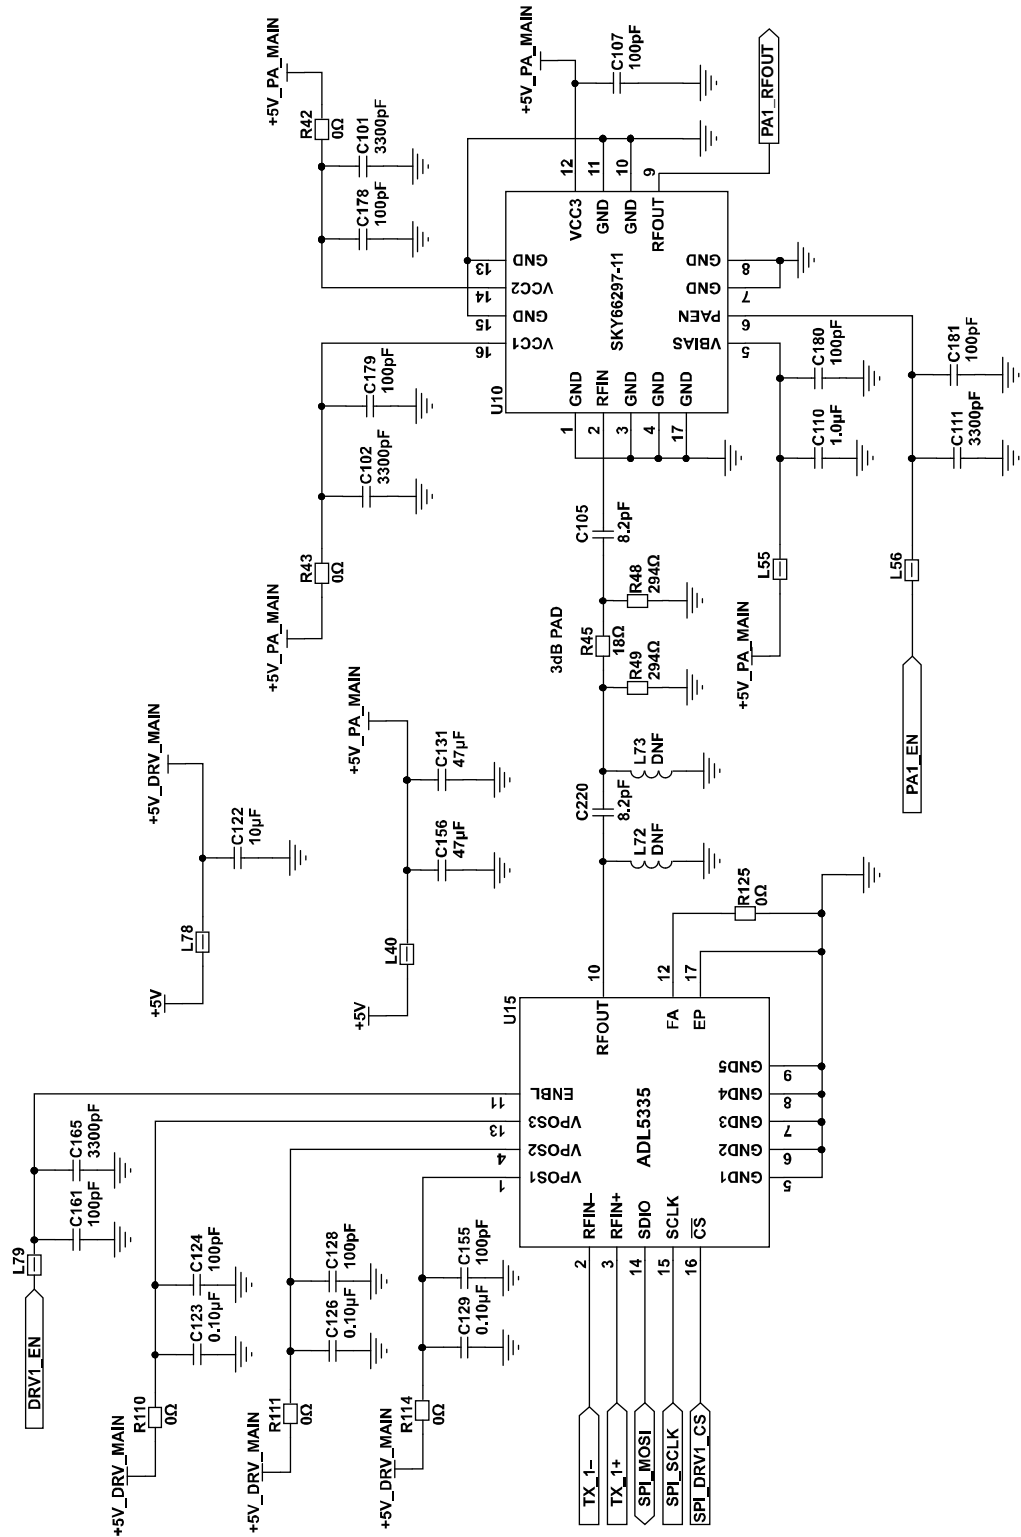 DRV1_EN
L79
C161
100pF
C165
3300pF
+5V_DRV_MAIN
R110
0Ω
C123
0.10µF
C124
100pF
+5V_DRV_MAIN
R111
0Ω
C126
0.10µF
C128
100pF
+5V_DRV_MAIN
R114
0Ω
C129
0.10µF
C155
100pF
+5V
L78
C122
10µF
+5V_DRV_MAIN
+5V
L40
C156
47µF
C131
47µF
+5V_PA_MAIN
+5V_PA_MAIN
R43
0Ω
C102
3300pF
C179
100pF
C178
100pF
C101
3300pF
R42
0Ω
+5V_PA_MAIN
+5V_PA_MAIN
C107
100pF
TX_1–
TX_1+
SPI_MOSI
SPI_SCLK
SPI_DRV1_CS
U15
ADL5335
1
VPOS1
4
VPOS2
13
VPOS3
11
ENBL
2
RFIN–
3
RFIN+
14
SDIO
15
SCLK
16
CS
5
GND1
6
GND2
7
GND3
8
GND4
9
GND5
RFOUT
10
FA
12
EP
17
R125
0Ω
L72
DNF
C220
8.2pF
L73
DNF
3dB PAD
R49
294Ω
R45
18Ω
R48
294Ω
C105
8.2pF
U10
SKY66297-11
1
GND
2
RFIN
3
GND
4
GND
17
GND
16
VCC1
15
GND
14
VCC2
13
GND
VCC3
12
GND
11
GND
10
RFOUT
9
5
VBIAS
6
PAEN
7
GND
8
GND
PA1_RFOUT
+5V_PA_MAIN
L55
C110
1.0µF
C180
100pF
PA1_EN
L56
C111
3300pF
C181
100pF